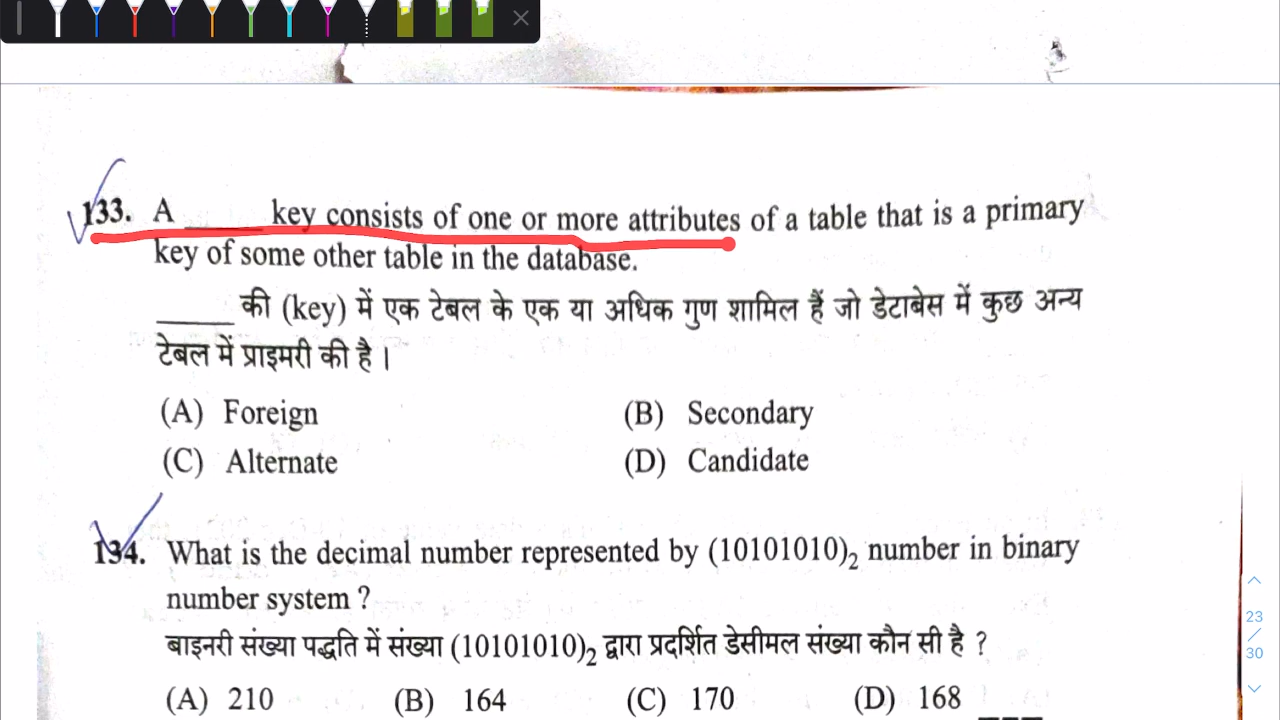 133. A _____ key consists of one or more attributes of a table that is a primary
key of some other table in the database.
_____ की (key) में एक टेबल के एक या अधिक गुण शामिल हैं जो डेटाबेस में कुछ अन्य
टेबल में प्राइमरी की है।
(A) Foreign (B) Secondary
(C) Alternate (D) Candidate
134. What is the decimal number represented by (10101010)₂ number in binary
number system ?
बाइनरी संख्या पद्धति में संख्या (10101010)₂ द्वारा प्रदर्शित डेसीमल संख्या कौन सी है ?
(A) 210 (B) 164 (C) 170 (D) 168
23
/
30